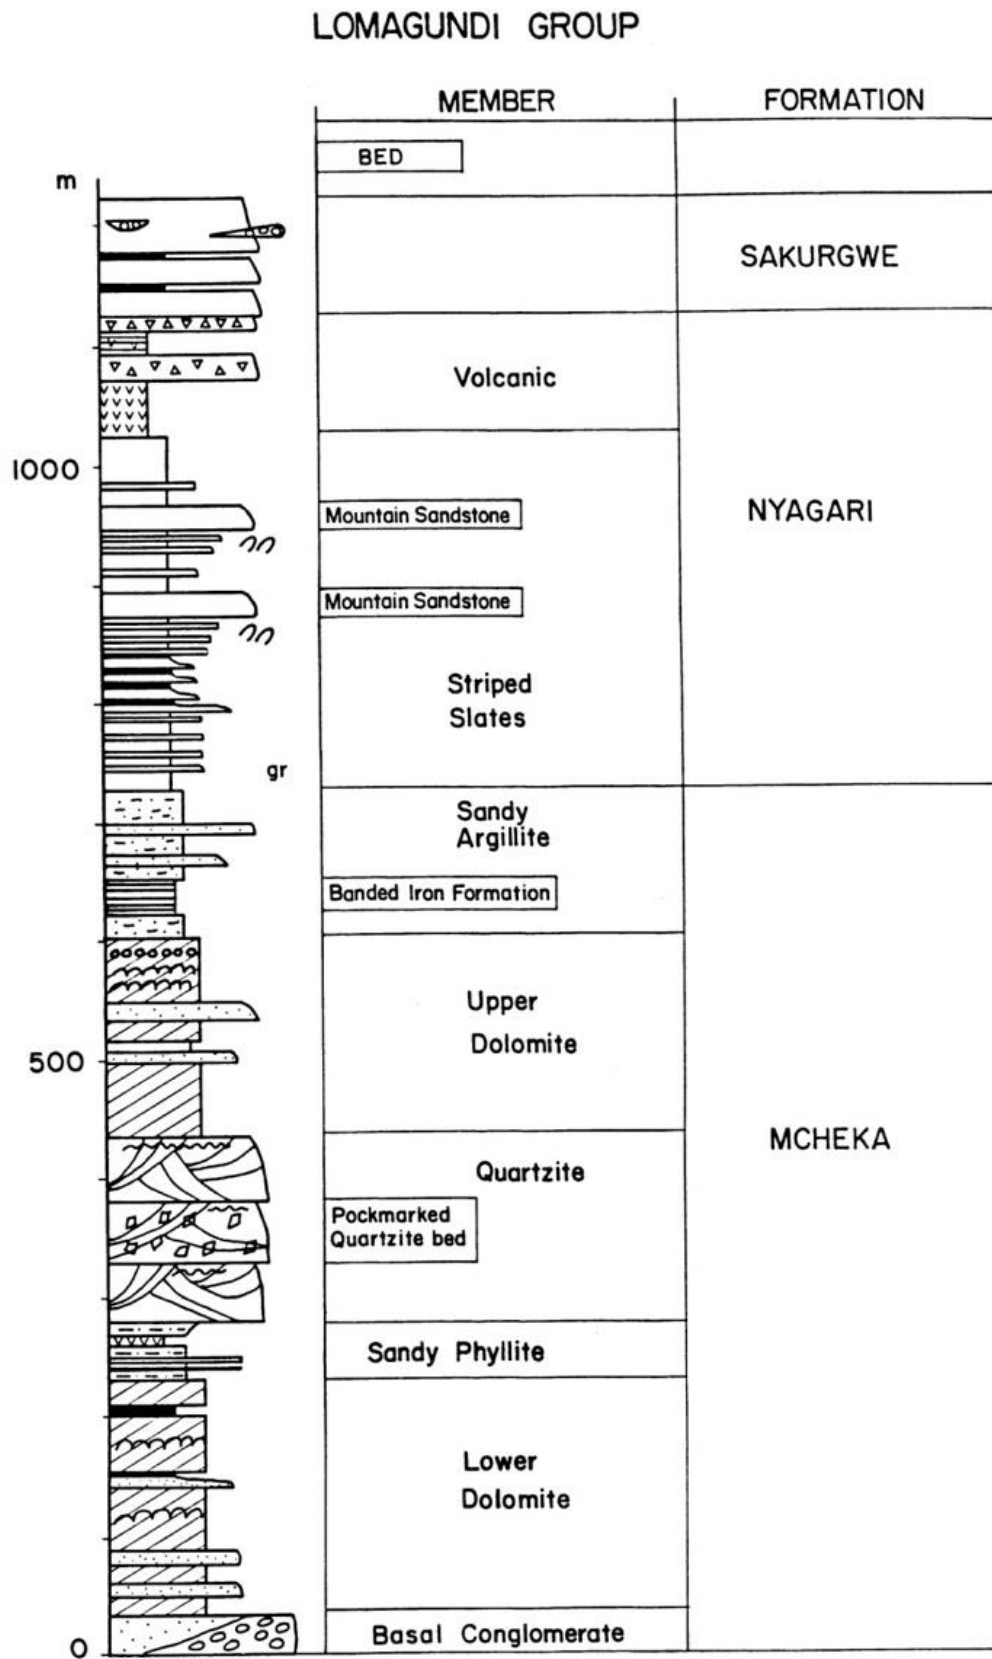 LOMAGUNDI GROUP
MEMBER
FORMATION
BED
m
SAKURGWE
Volcanic
1000
NYAGARI
Mountain Sandstone
Mountain Sandstone
Striped
Slates
gr
Sandy
Argillite
Banded Iron Formation
Upper
Dolomite
500
MCHEKA
Quartzite
Pockmarked
Quartzite bed
Sandy Phyllite
Lower
Dolomite
Basal Conglomerate
0